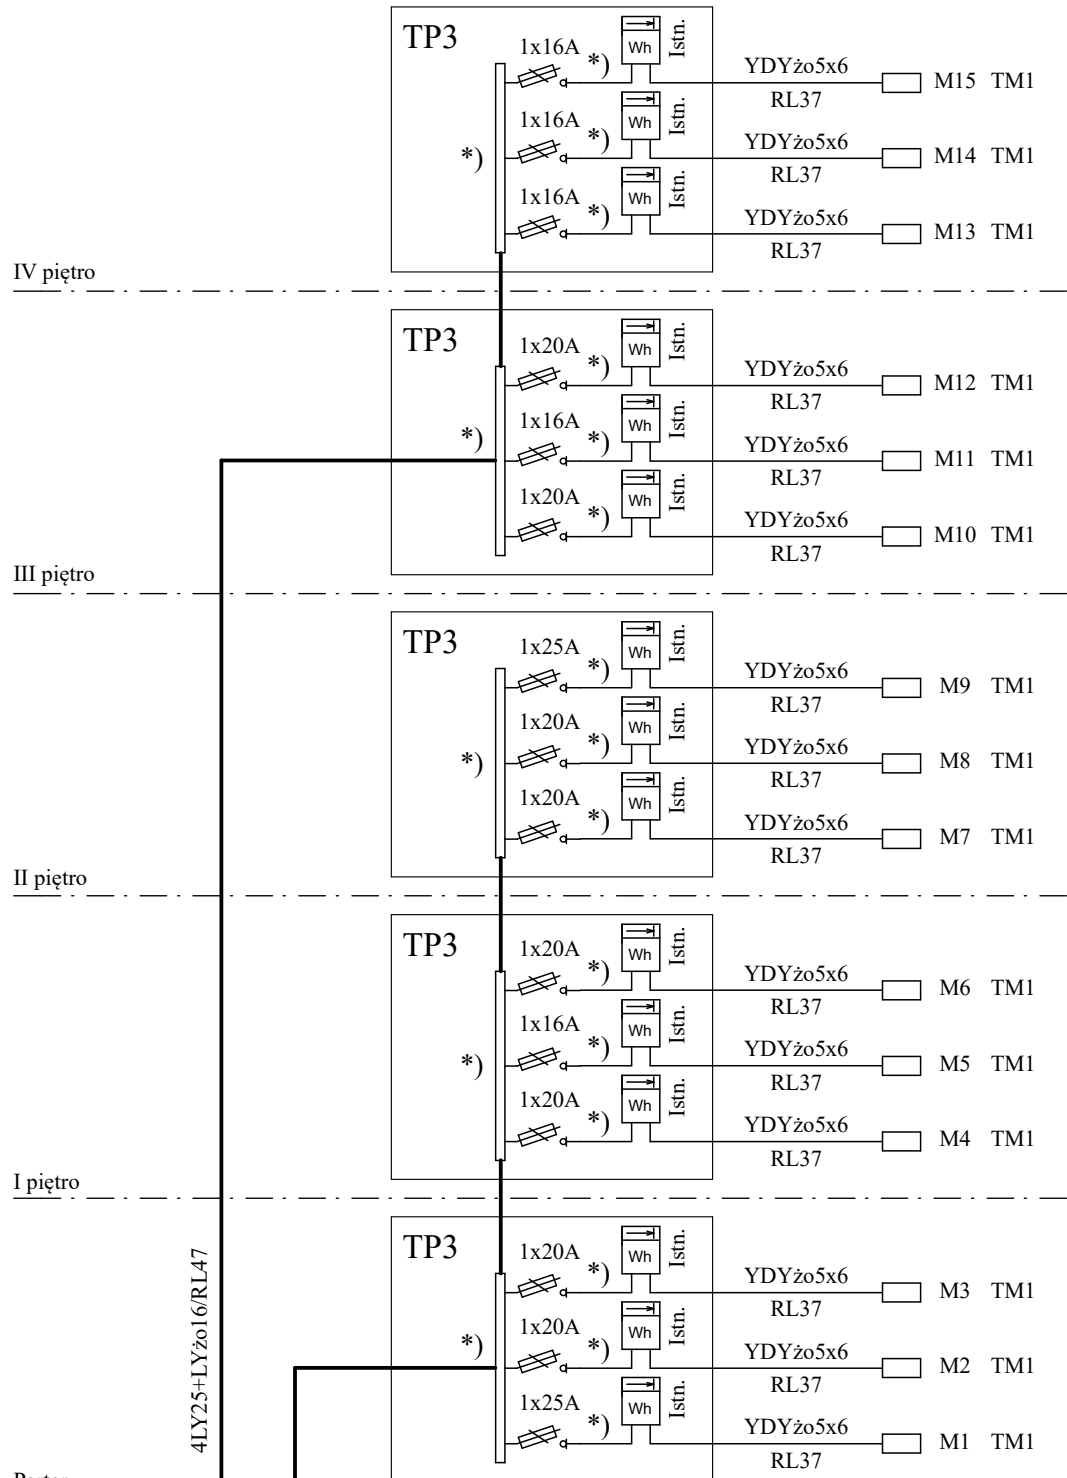 TP3
1x16A *) Wh Istn. YDYżo5x6 RL37 M15 TM1
1x16A *) Wh Istn. YDYżo5x6 RL37 M14 TM1
*)
1x16A *) Wh Istn. YDYżo5x6 RL37 M13 TM1
IV piętro
TP3
1x20A *) Wh Istn. YDYżo5x6 RL37 M12 TM1
*)
1x16A *) Wh Istn. YDYżo5x6 RL37 M11 TM1
1x20A *) Wh Istn. YDYżo5x6 RL37 M10 TM1
III piętro
TP3
1x25A *) Wh Istn. YDYżo5x6 RL37 M9 TM1
1x20A *) Wh Istn. YDYżo5x6 RL37 M8 TM1
*)
1x20A *) Wh Istn. YDYżo5x6 RL37 M7 TM1
II piętro
TP3
1x20A *) Wh Istn. YDYżo5x6 RL37 M6 TM1
1x16A *) Wh Istn. YDYżo5x6 RL37 M5 TM1
*)
1x20A *) Wh Istn. YDYżo5x6 RL37 M4 TM1
I piętro
4LY25+LYżo16/RL47
TP3
1x20A *) Wh Istn. YDYżo5x6 RL37 M3 TM1
*)
1x20A *) Wh Istn. YDYżo5x6 RL37 M2 TM1
1x25A *) Wh Istn. YDYżo5x6 RL37 M1 TM1